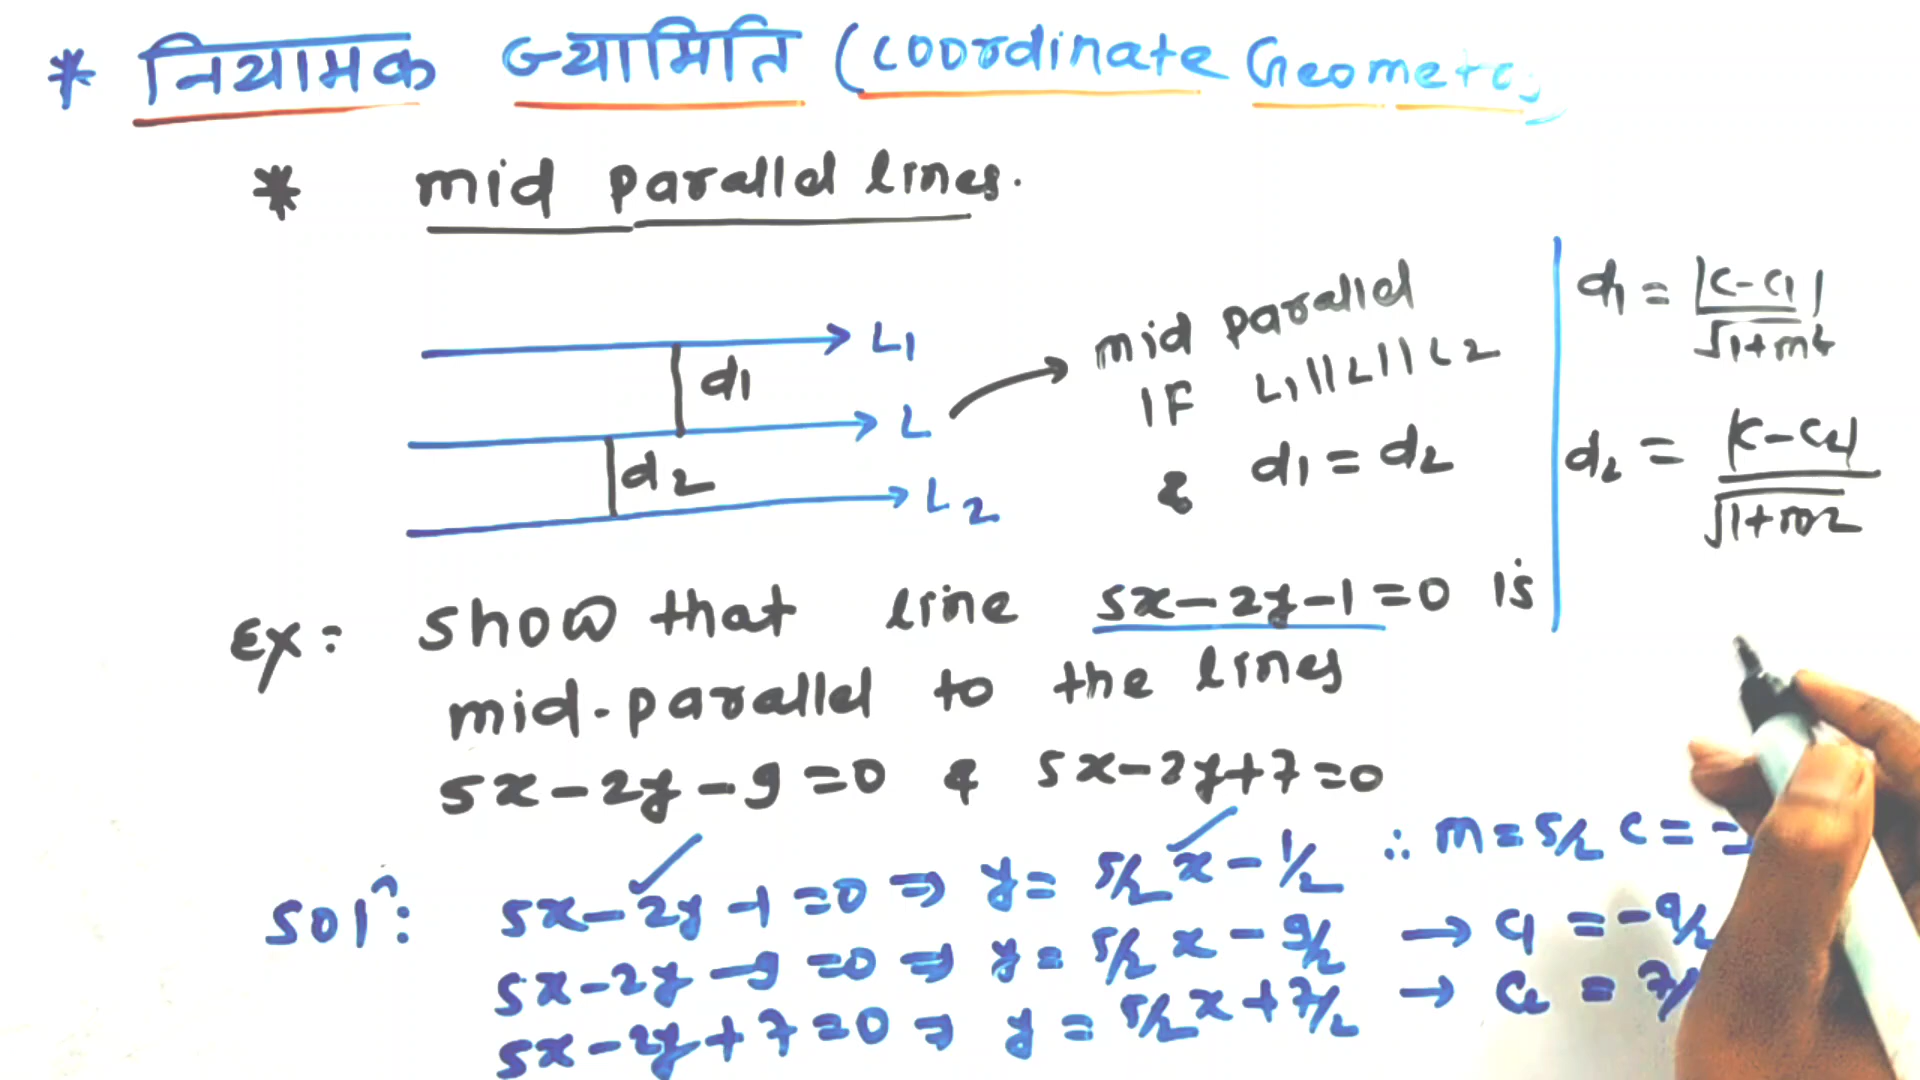 * नियामक ज्यामिति (Coordinate Geometry)
* mid parallel lines.
L1
d1
L
d2
L2
mid parallel
IF L1||L||L2
& d1 = d2
d1 = |c-c1| / √1+m2
d2 = |c-c2| / √1+m2
Ex: show that line 5x-2y-1=0 is
mid-parallel to the lines
5x-2y-9=0 & 5x-2y+7=0
Solⁿ: 5x-2y-1=0 ⇒ y= 5/2 x - 1/2 ∴ m=5/2 c=
5x-2y-9=0 ⇒ y= 5/2 x - 9/2 → c1 = -9/2
5x-2y+7=0 ⇒ y = 5/2 x + 7/2 → c2 = 7/